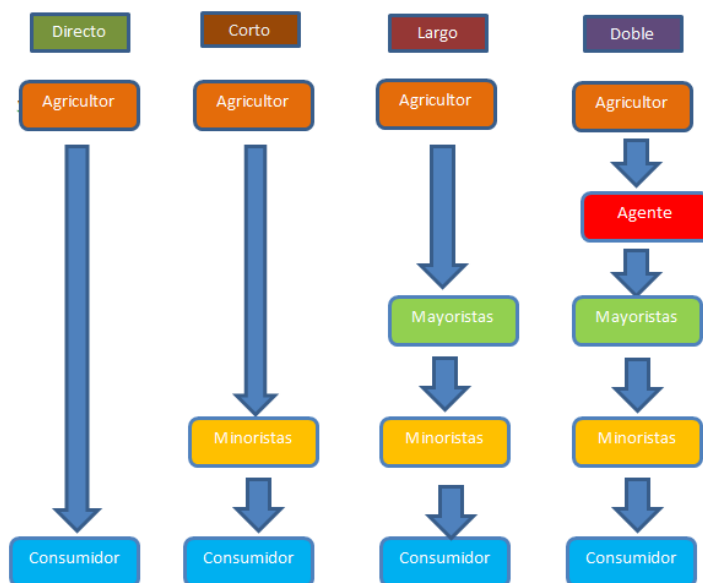 Directo
Corto
Largo
Doble
Agricultor
Agricultor
Agricultor
Agricultor
Agente
Mayoristas
Mayoristas
Minoristas
Minoristas
Minoristas
Consumidor
Consumidor
Consumidor
Consumidor